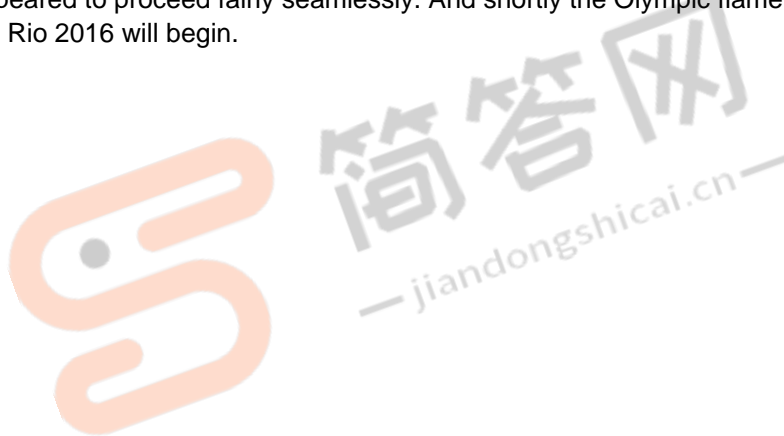 peared to proceed fairly seamlessly. And shortly the Olympic flame
Rio 2016 will begin.
简答网
jiandongshicai.cn